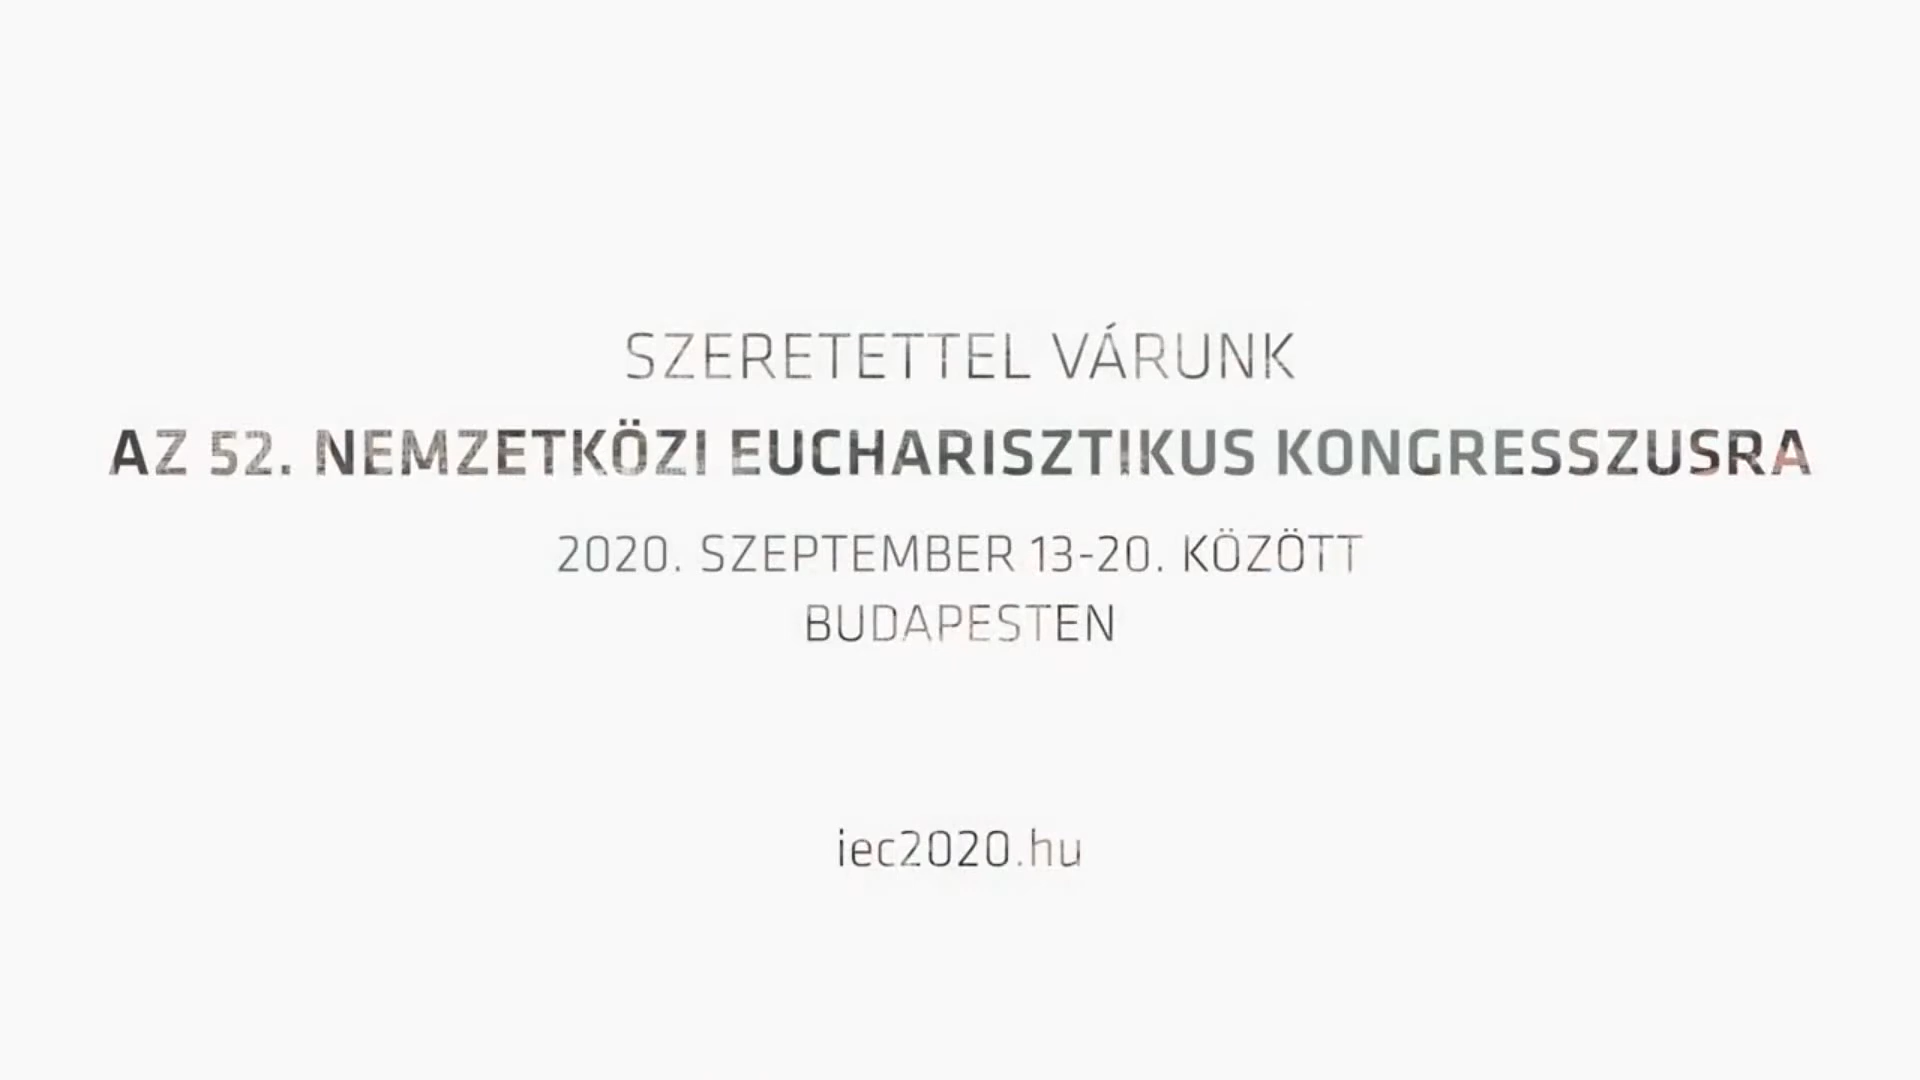 SZERETETTEL VÁRUNK
AZ 52. NEMZETKÖZI EUCHARISZTIKUS KONGRESSZUSRA
2020. SZEPTEMBER 13-20. KÖZÖTT
BUDAPESTEN
iec2020.hu